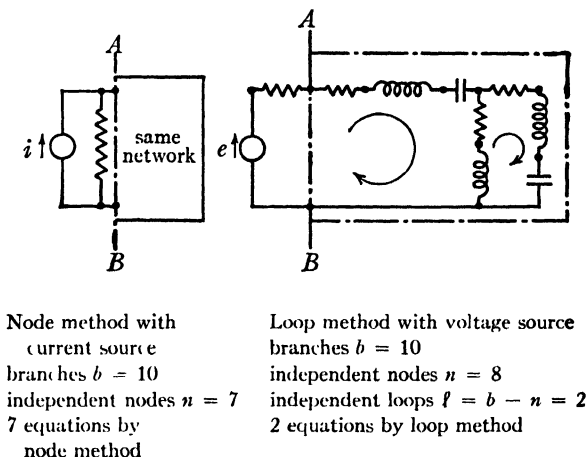 A
A
i
same
network
e
B
B
Node method with
current source
branches b = 10
independent nodes n = 7
7 equations by
node method
Loop method with voltage source
branches b = 10
independent nodes n = 8
independent loops ℓ = b − n = 2
2 equations by loop method